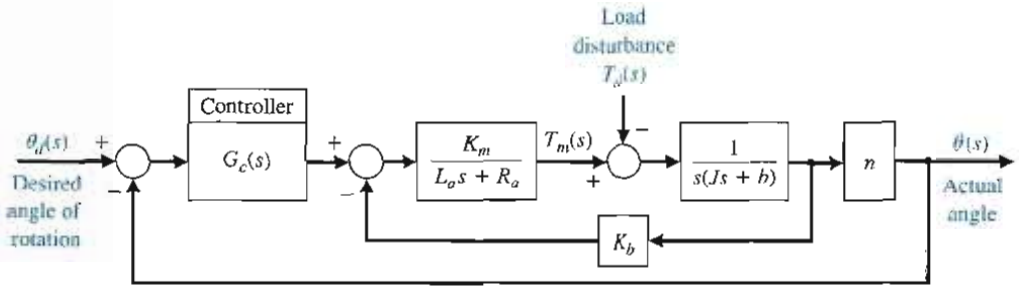 Load
disturbance
T_d(s)
Controller
θ_d(s) + G_c(s) + K_m T_m(s) − 1 n θ(s)
L_a s + R_a + s(Js + b)
− −
Desired
angle of
rotation
Actual
angle
K_b